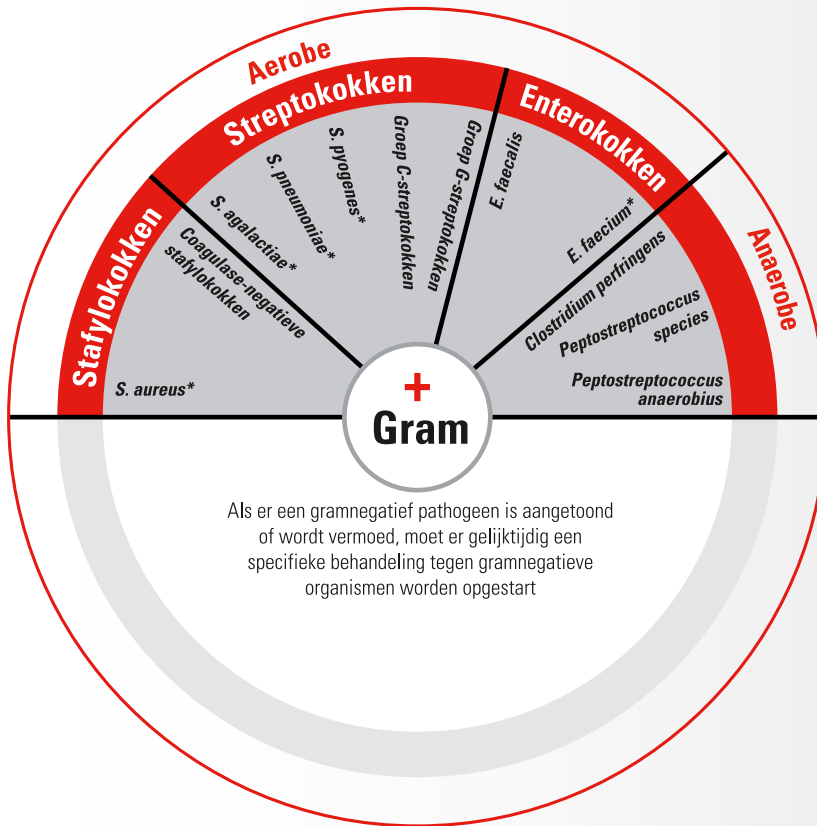 Aerobe
Anaerobe
Stafylokokken
Streptokokken
Enterokokken
S. aureus*
Coagulase-negatieve
stafylokokken
S. agalactiae*
S. pneumoniae*
S. pyogenes*
Groep C-streptokokken
Groep G-streptokokken
E. faecalis
E. faecium*
Clostridium perfringens
Peptostreptococcus
species
Peptostreptococcus
anaerobius
+
Gram
Als er een gramnegatief pathogeen is aangetoond
of wordt vermoed, moet er gelijktijdig een
specifieke behandeling tegen gramnegatieve
organismen worden opgestart